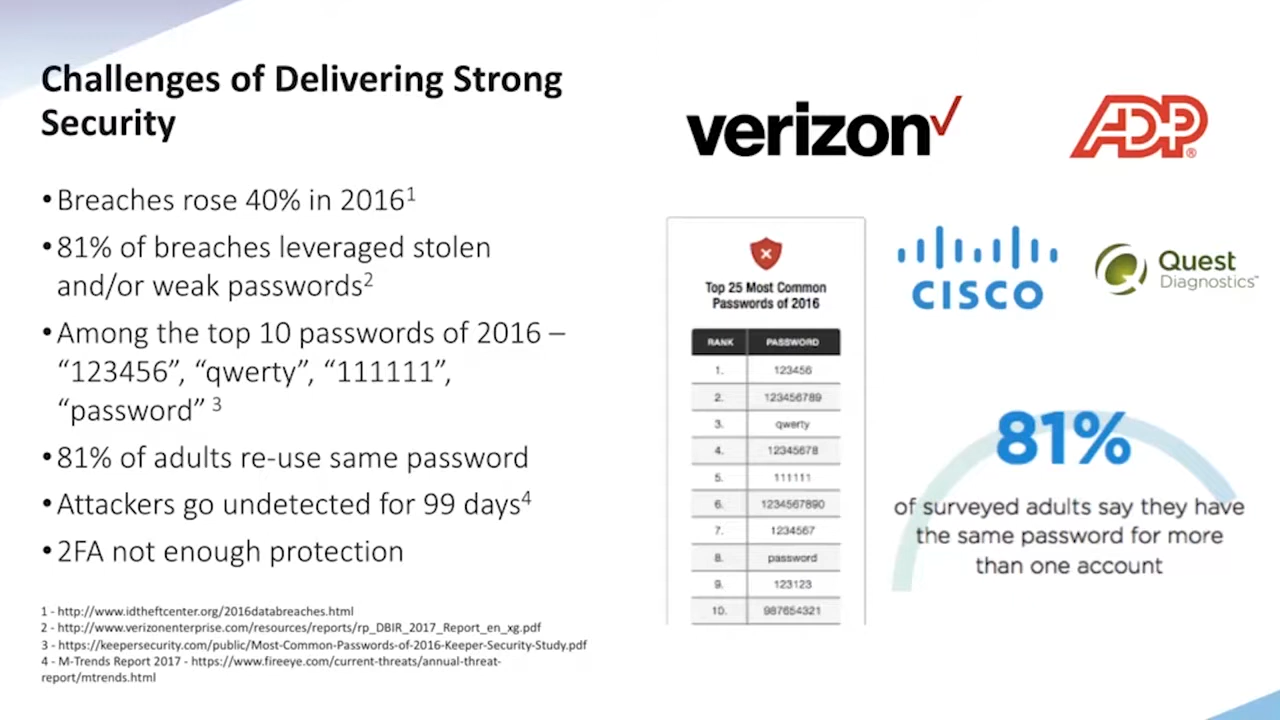 Challenges of Delivering Strong
Security
• Breaches rose 40% in 2016¹
• 81% of breaches leveraged stolen
and/or weak passwords²
• Among the top 10 passwords of 2016 –
“123456”, “qwerty”, “111111”,
“password” ³
• 81% of adults re-use same password
• Attackers go undetected for 99 days⁴
• 2FA not enough protection
1 - http://www.idtheftcenter.org/2016databreaches.html
2 - http://www.verizonenterprise.com/resources/reports/rp_DBIR_2017_Report_en_xg.pdf
3 - https://keepersecurity.com/public/Most-Common-Passwords-of-2016-Keeper-Security-Study.pdf
4 - M-Trends Report 2017 - https://www.fireeye.com/current-threats/annual-threat-
report/mtrends.html
verizon✓
ADP®
Top 25 Most Common
Passwords of 2016
RANK PASSWORD
1. 123456
2. 123456789
3. qwerty
4. 12345678
5. 111111
6. 1234567890
7. 1234567
8. password
9. 123123
10. 987654321
CISCO
Quest
Diagnostics™
81%
of surveyed adults say they have
the same password for more
than one account